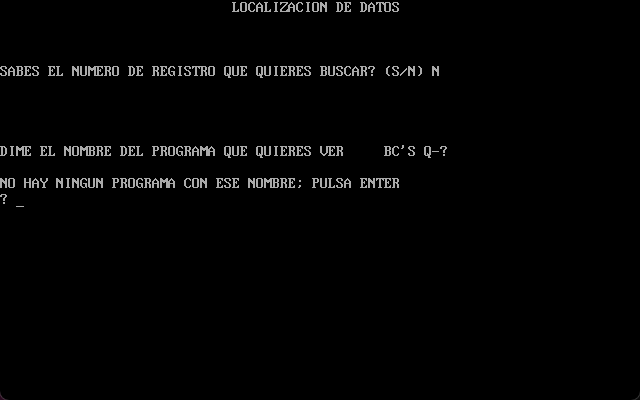 LOCALIZACION DE DATOS
SABES EL NUMERO DE REGISTRO QUE QUIERES BUSCAR? (S/N) N
DIME EL NOMBRE DEL PROGRAMA QUE QUIERES VER     BC'S Q-?
NO HAY NINGUN PROGRAMA CON ESE NOMBRE; PULSA ENTER
? _